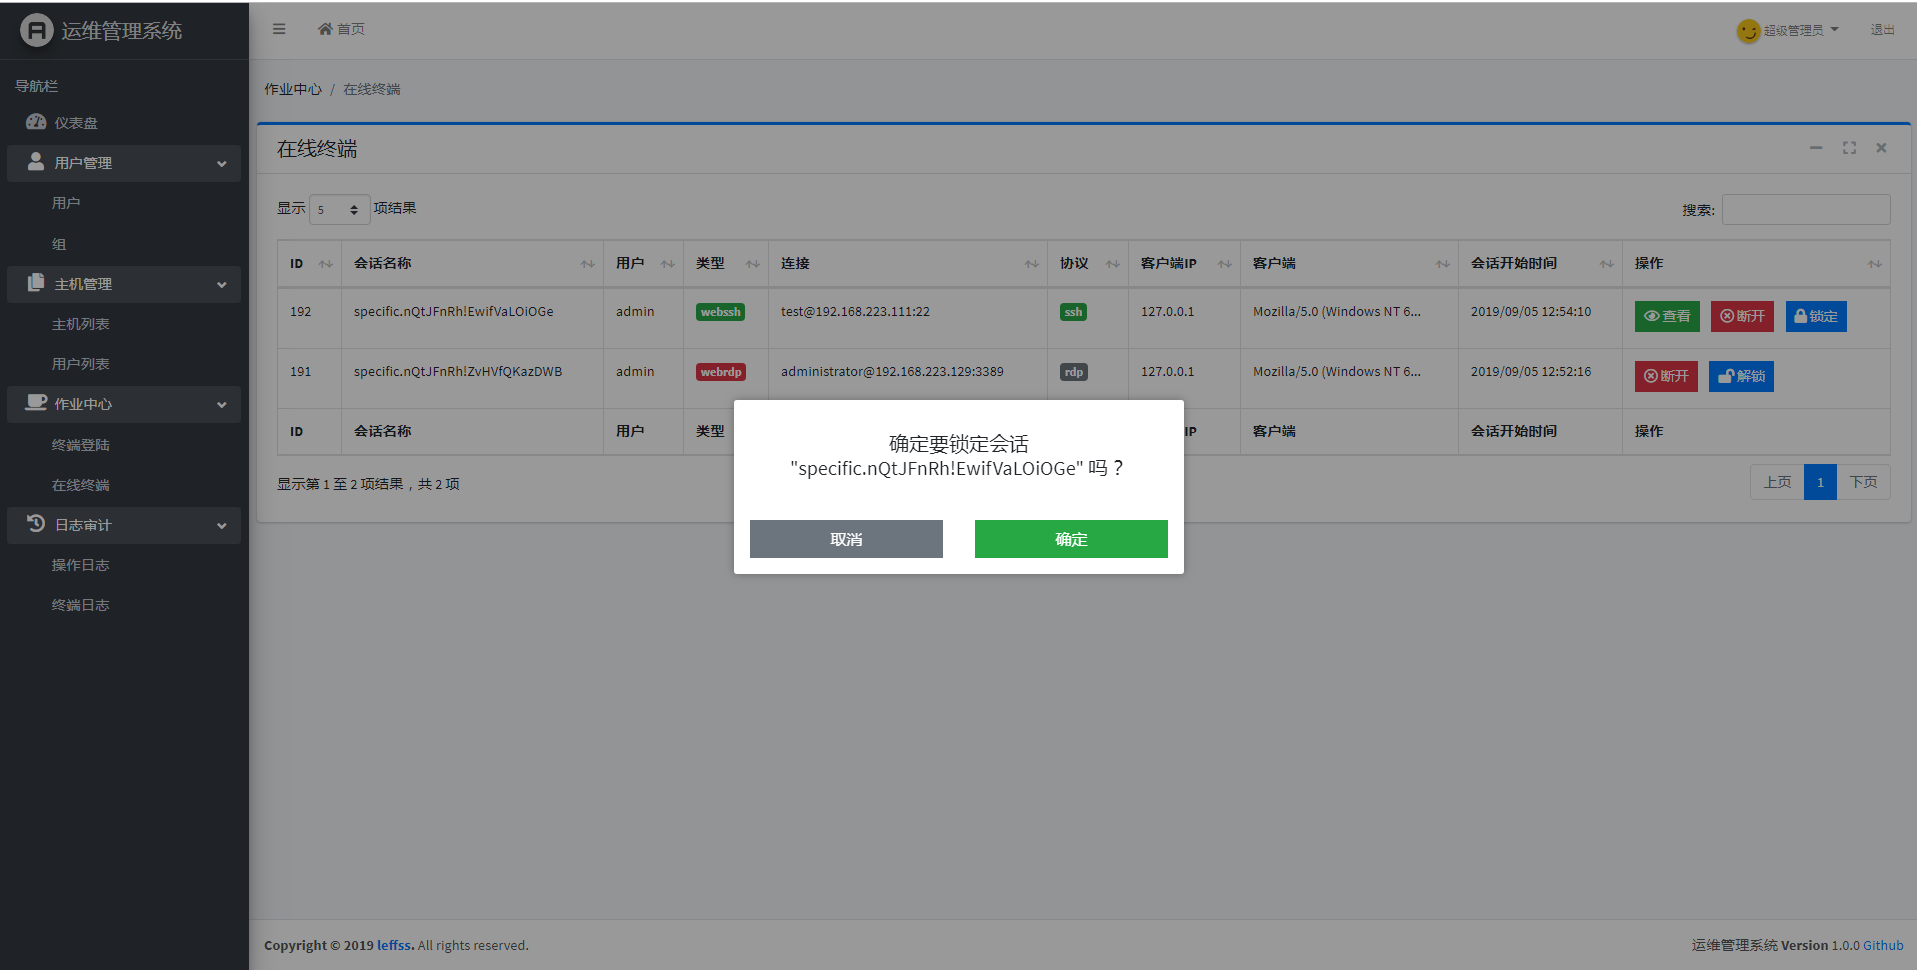 运维管理系统
首页
超级管理员
退出
导航栏
仪表盘
用户管理
用户
组
主机管理
主机列表
用户列表
作业中心
终端登陆
在线终端
日志审计
操作日志
终端日志
作业中心 / 在线终端
在线终端
显示 5 项结果
搜索:
ID 会话名称 用户 类型 连接 协议 客户端IP 客户端 会话开始时间 操作
192 specific.nQtJFnRh!EwifVaLOiOGe admin webssh test@192.168.223.111:22 ssh 127.0.0.1 Mozilla/5.0 (Windows NT 6... 2019/09/05 12:54:10 查看 断开 锁定
191 specific.nQtJFnRh!ZvHVfQKazDWB admin webrdp administrator@192.168.223.129:3389 rdp 127.0.0.1 Mozilla/5.0 (Windows NT 6... 2019/09/05 12:52:16 断开 解锁
ID 会话名称 用户 类型 IP 客户端 会话开始时间 操作
显示第 1 至 2 项结果，共 2 项
上页 1 下页
确定要锁定会话
"specific.nQtJFnRh!EwifVaLOiOGe" 吗？
取消 确定
Copyright © 2019 leffss. All rights reserved.
运维管理系统 Version 1.0.0 Github